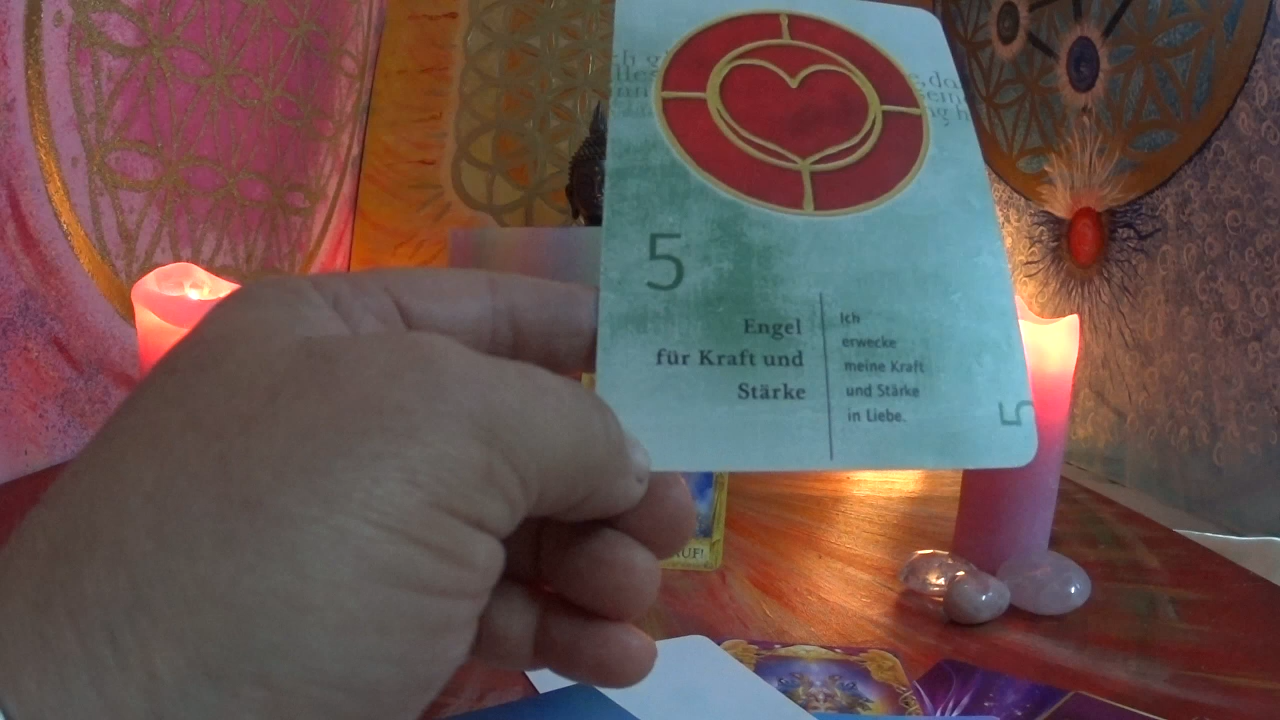 5
Engel
für Kraft und
Stärke
Ich
erwecke
meine Kraft
und Stärke
in Liebe.
5